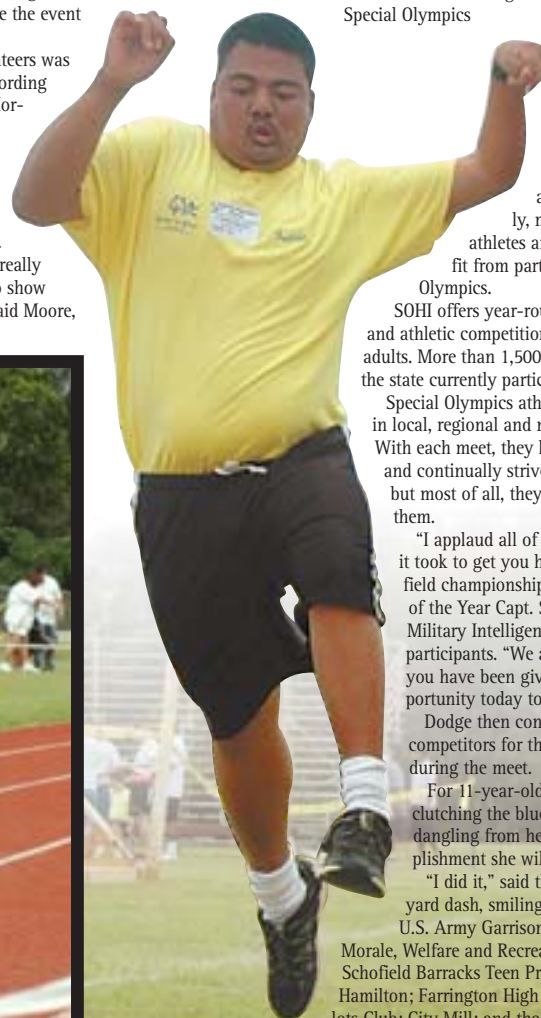 e the event
teers was
ording
Mor-
really
o show
aid Moore,
Special Olympics
a
ly, n
athletes a
fit from part
Olympics.
SOHI offers year-rou
and athletic competition
adults. More than 1,500
the state currently partic
Special Olympics ath
in local, regional and n
With each meet, they l
and continually strive
but most of all, they
them.
“I applaud all of
it took to get you h
field championship
of the Year Capt. S
Military Intelligen
participants. “We a
you have been giv
portunity today to
Dodge then con
competitors for th
during the meet.
For 11-year-old
clutching the blue
dangling from he
plishment she wil
“I did it,” said th
yard dash, smiling
U.S. Army Garrison
Morale, Welfare and Recrea
Schofield Barracks Teen Pr
Hamilton; Farrington High
lots Club; City Mill; and the